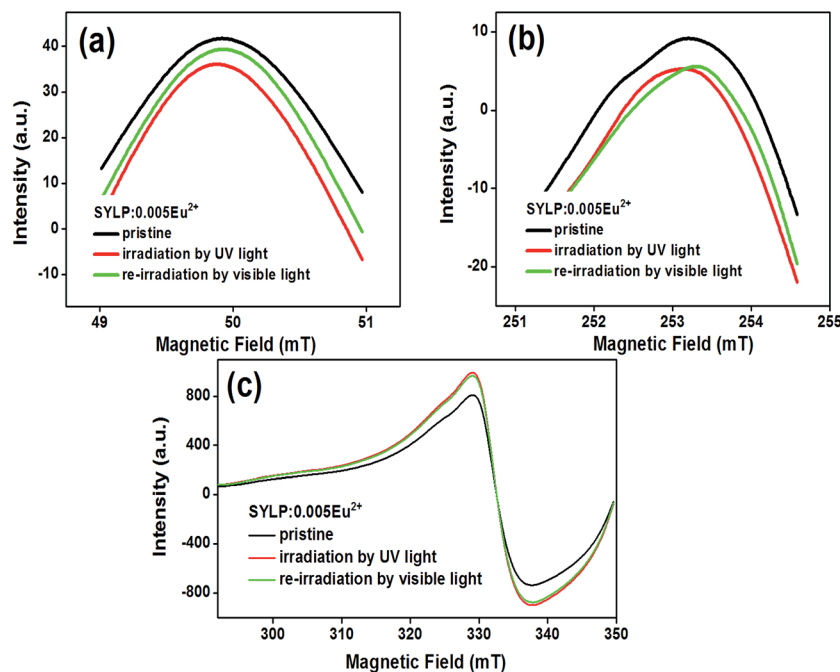 (a)
Intensity (a.u.)
40
30
20
10
0
-10
SYLP:0.005Eu²⁺
pristine
irradiation by UV light
re-irradiation by visible light
49 50 51
Magnetic Field (mT)
(b)
Intensity (a.u.)
10
0
-10
-20
SYLP:0.005Eu²⁺
pristine
irradiation by UV light
re-irradiation by visible light
251 252 253 254 255
Magnetic Field (mT)
(c)
Intensity (a.u.)
800
400
0
-400
-800
SYLP:0.005Eu²⁺
pristine
irradiation by UV light
re-irradiation by visible light
300 310 320 330 340 350
Magnetic Field (mT)